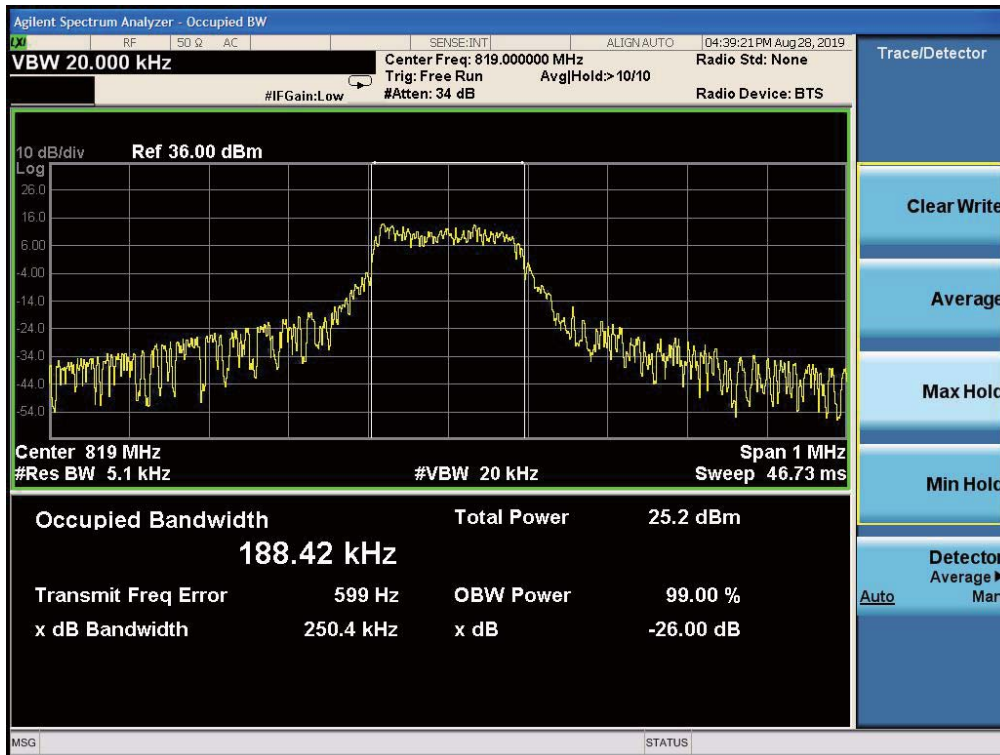 Agilent Spectrum Analyzer - Occupied BW
LXI RF 50 Ω AC SENSE:INT ALIGN AUTO 04:39:21 PM Aug 28, 2019
VBW 20.000 kHz
Center Freq: 819.000000 MHz Radio Std: None
Trig: Free Run Avg|Hold:> 10/10
#IFGain:Low #Atten: 34 dB Radio Device: BTS
10 dB/div Ref 36.00 dBm
Log
26.0
16.0
6.00
-4.00
-14.0
-24.0
-34.0
-44.0
-54.0
Center 819 MHz Span 1 MHz
#Res BW 5.1 kHz #VBW 20 kHz Sweep 46.73 ms
Occupied Bandwidth Total Power 25.2 dBm
188.42 kHz
Transmit Freq Error 599 Hz OBW Power 99.00 %
x dB Bandwidth 250.4 kHz x dB -26.00 dB
MSG STATUS
Trace/Detector
Clear Write
Average
Max Hold
Min Hold
Detector
Average
Auto Man